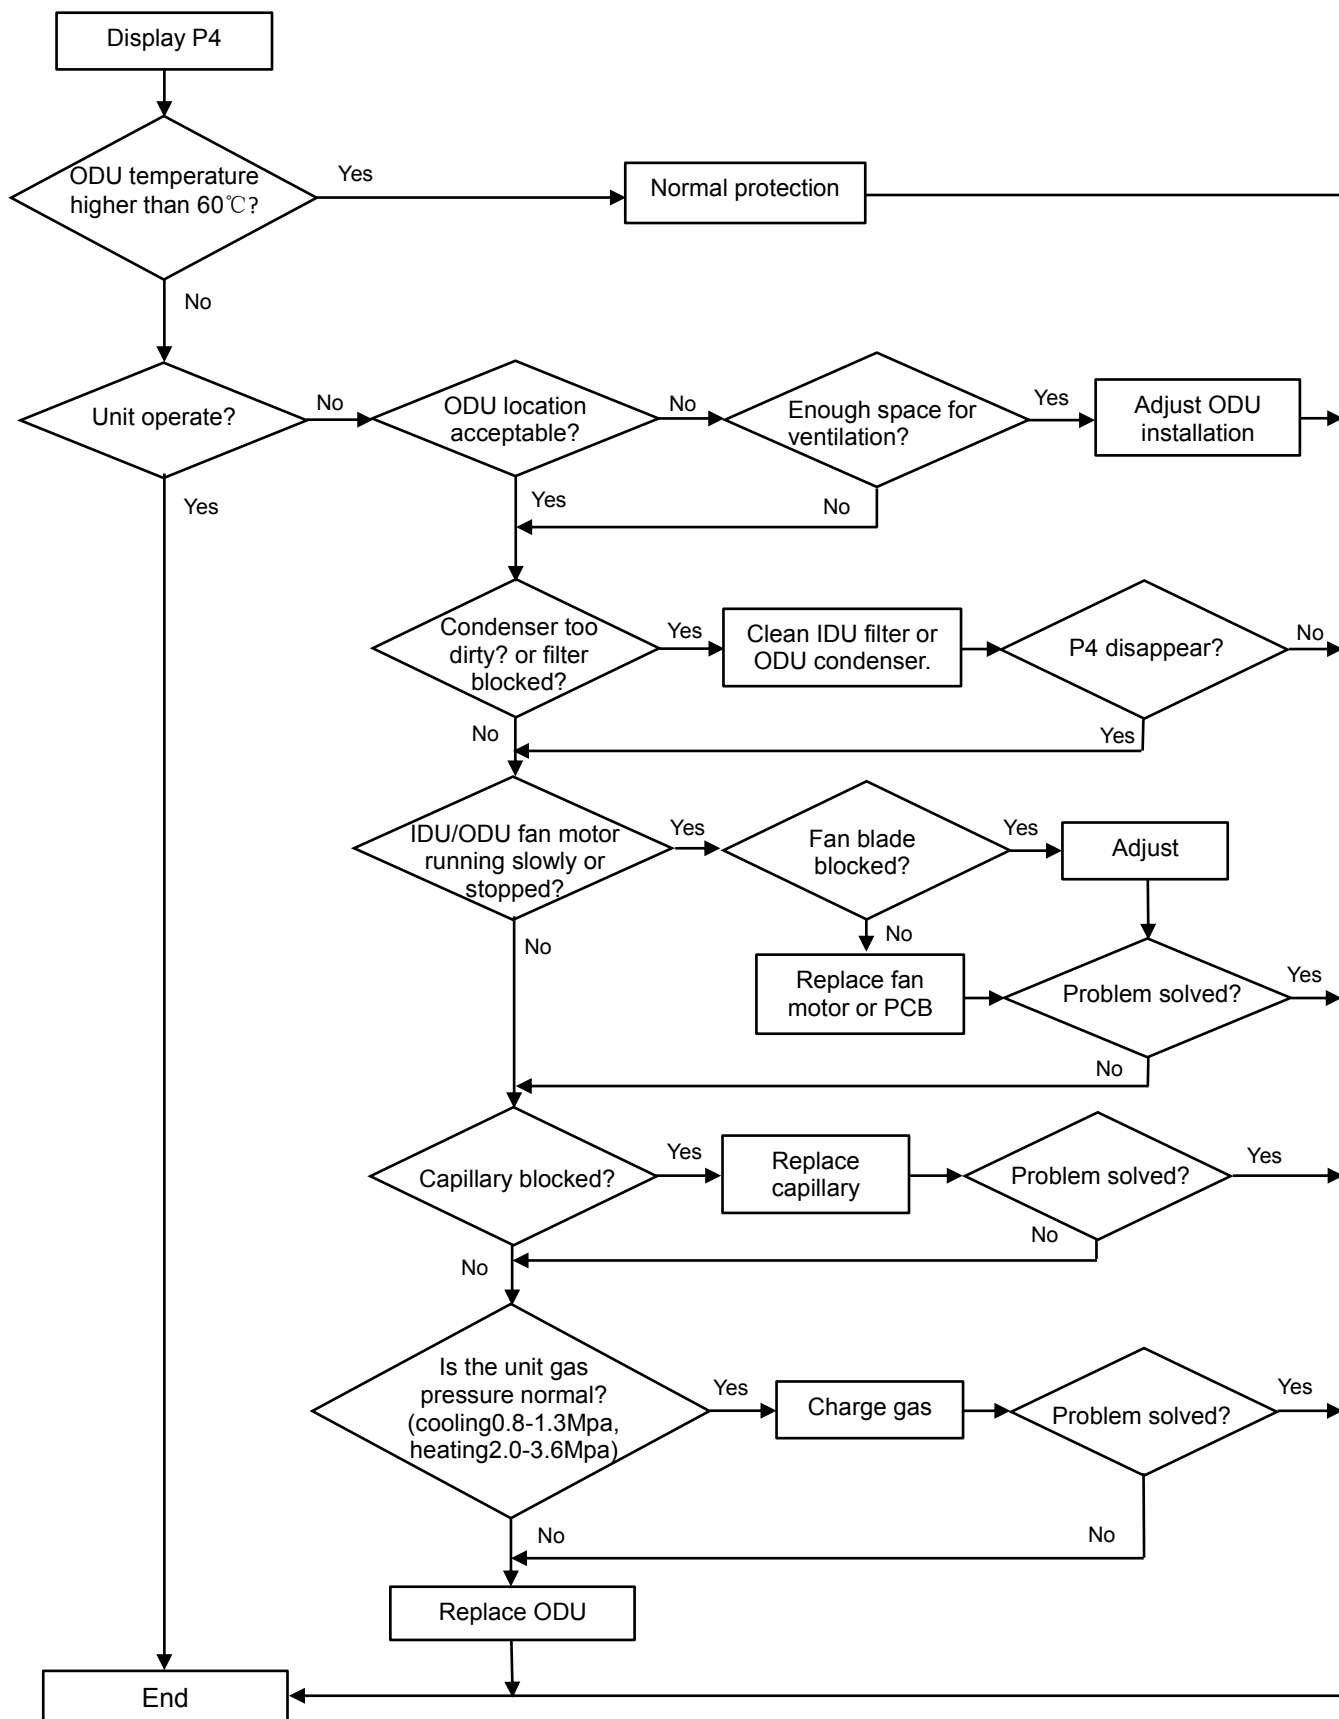 Display P4
ODU temperature
higher than 60℃?
Yes
Normal protection
No
Unit operate?
No
ODU location
acceptable?
No
Enough space for
ventilation?
Yes
Adjust ODU
installation
Yes
Yes
No
Condenser too
dirty? or filter
blocked?
Yes
Clean IDU filter or
ODU condenser.
P4 disappear?
No
No
Yes
IDU/ODU fan motor
running slowly or
stopped?
Yes
Fan blade
blocked?
Yes
Adjust
No
No
Replace fan
motor or PCB
Problem solved?
Yes
No
Capillary blocked?
Yes
Replace
capillary
Problem solved?
Yes
No
No
Is the unit gas
pressure normal?
(cooling0.8-1.3Mpa,
heating2.0-3.6Mpa)
Yes
Charge gas
Problem solved?
Yes
No
No
Replace ODU
End